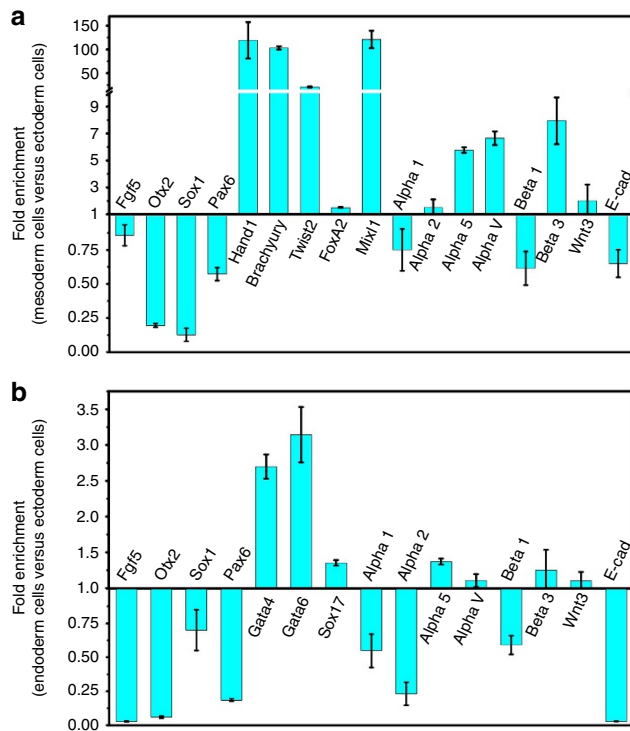 a
Fold enrichment
(mesoderm cells versus ectoderm cells)
150
100
50
9
7
5
3
1
0.75
0.50
0.25
0.00
Fgf5
Otx2
Sox1
Pax6
Hand1
Brachyury
Twist2
FoxA2
Mixl1
Alpha 1
Alpha 2
Alpha 5
Alpha V
Beta 1
Beta 3
Wnt3
E-cad
b
Fold enrichment
(endoderm cells versus ectoderm cells)
3.5
3.0
2.5
2.0
1.5
1.0
0.75
0.50
0.25
0.00
Fgf5
Otx2
Sox1
Pax6
Gata4
Gata6
Sox17
Alpha 1
Alpha 2
Alpha 5
Alpha V
Beta 1
Beta 3
Wnt3
E-cad